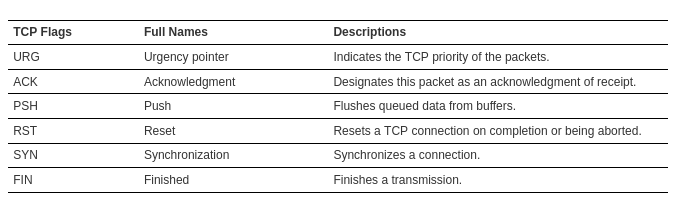 TCP Flags Full Names Descriptions
URG Urgency pointer Indicates the TCP priority of the packets.
ACK Acknowledgment Designates this packet as an acknowledgment of receipt.
PSH Push Flushes queued data from buffers.
RST Reset Resets a TCP connection on completion or being aborted.
SYN Synchronization Synchronizes a connection.
FIN Finished Finishes a transmission.